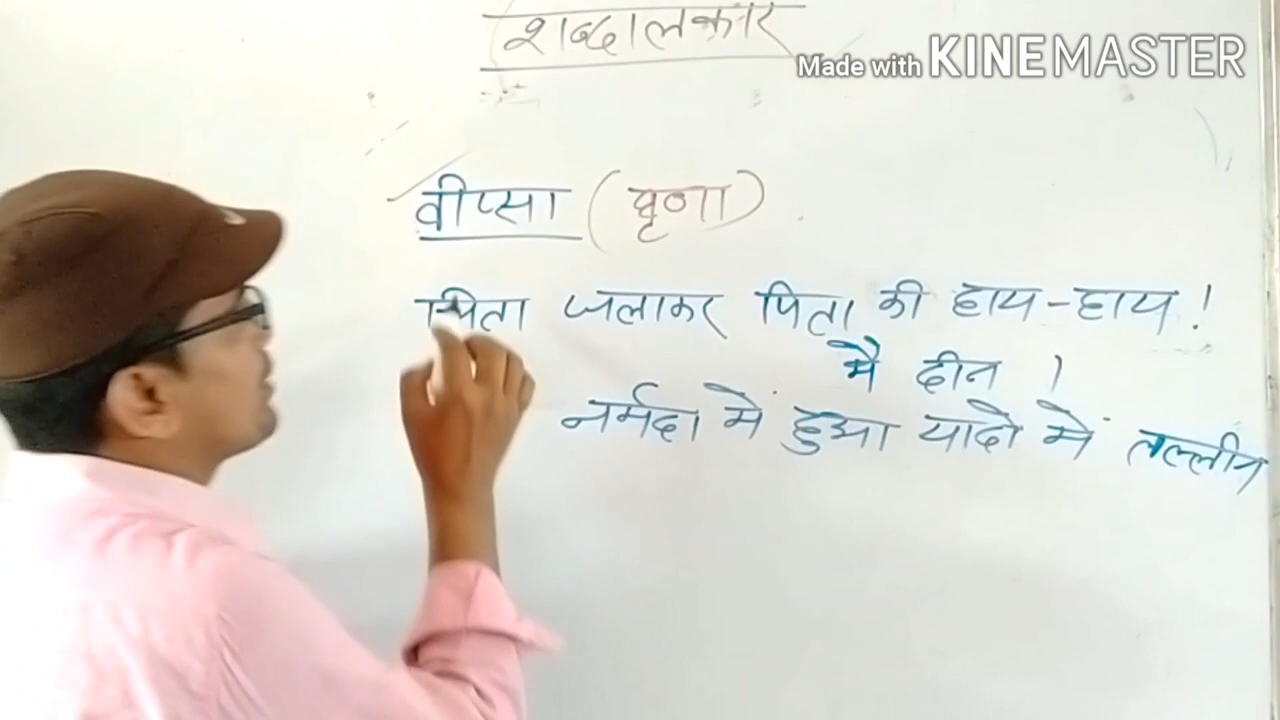 शब्दालंकार
Made with KINEMASTER
वीप्सा (घृणा)
चिता जलाकर पिता की हाय-हाय!
मै दीन ।
नर्मदा में हुआ यादो में तल्लीन